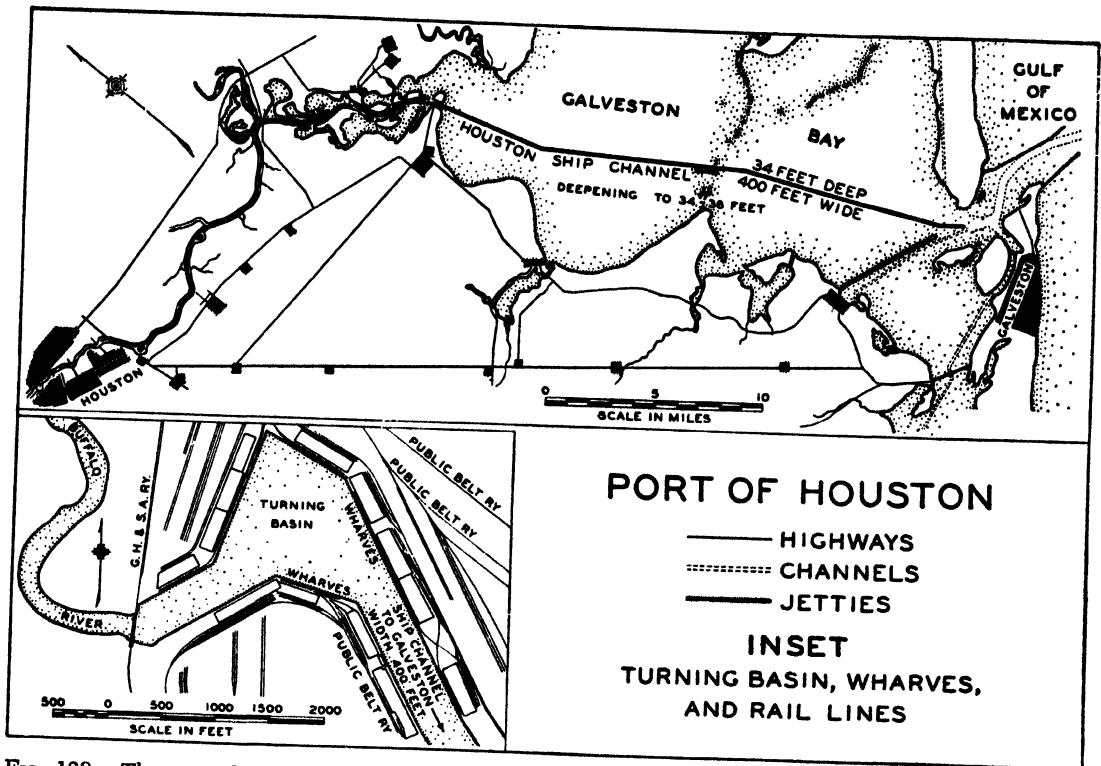 GULF
OF
MEXICO
GALVESTON
BAY
HOUSTON SHIP CHANNEL
34 FEET DEEP
400 FEET WIDE
DEEPENING TO 34-36 FEET
GALVESTON
HOUSTON
0 5 10
SCALE IN MILES
BUFFALO
RIVER
G.H. & S.A. RY.
TURNING
BASIN
WHARVES
PUBLIC BELT RY
PUBLIC BELT RY
WHARVES
SHIP CHANNEL
TO GALVESTON
WIDTH 400 FEET
PUBLIC BELT RY
500 0 500 1000 1500 2000
SCALE IN FEET
PORT OF HOUSTON
HIGHWAYS
CHANNELS
JETTIES
INSET
TURNING BASIN, WHARVES,
AND RAIL LINES